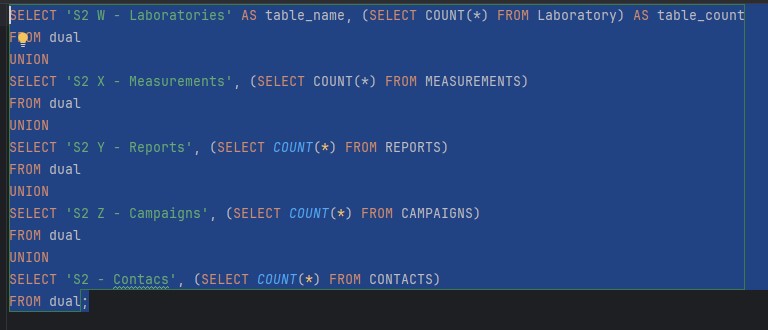 SELECT 'S2 W - Laboratories' AS table_name, (SELECT COUNT(*) FROM Laboratory) AS table_count
FROM dual
UNION
SELECT 'S2 X - Measurements', (SELECT COUNT(*) FROM MEASUREMENTS)
FROM dual
UNION
SELECT 'S2 Y - Reports', (SELECT COUNT(*) FROM REPORTS)
FROM dual
UNION
SELECT 'S2 Z - Campaigns', (SELECT COUNT(*) FROM CAMPAIGNS)
FROM dual
UNION
SELECT 'S2 - Contacs', (SELECT COUNT(*) FROM CONTACTS)
FROM dual;